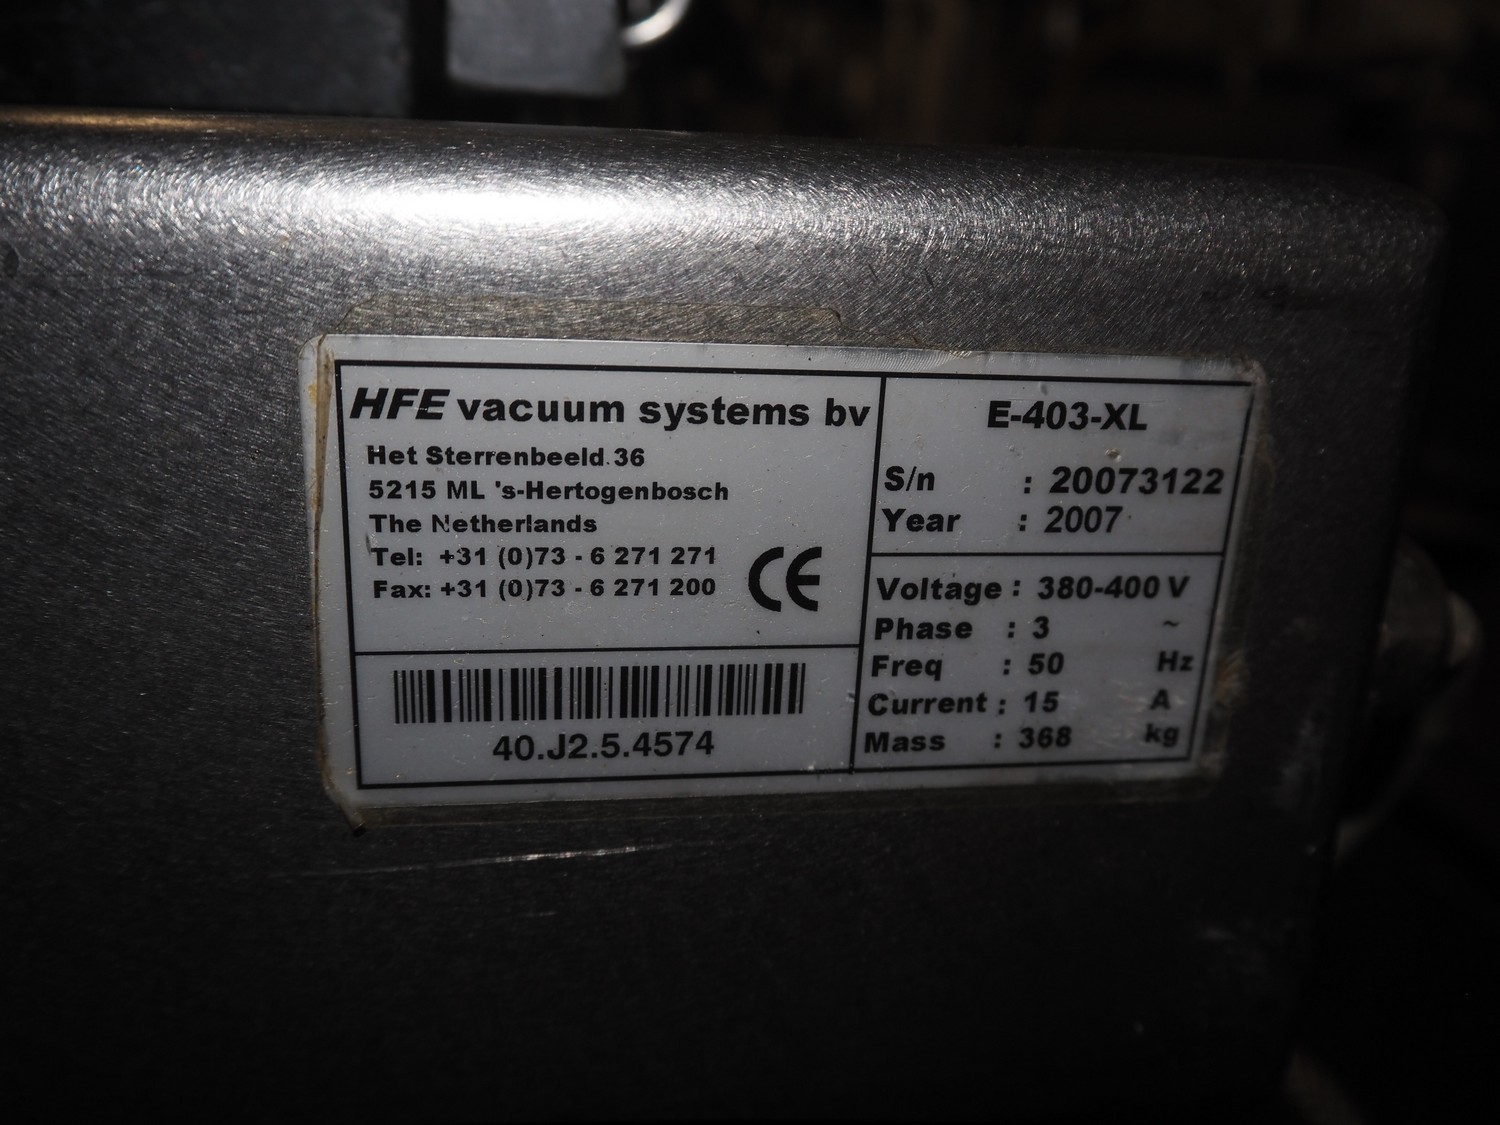 HFE vacuum systems bv
Het Sterrenbeeld 36
5215 ML 's-Hertogenbosch
The Netherlands
Tel: +31 (0)73 - 6 271 271
Fax: +31 (0)73 - 6 271 200
CE
40.J2.5.4574
E-403-XL
S/n : 20073122
Year : 2007
Voltage : 380-400 V
Phase : 3 ~
Freq : 50 Hz
Current : 15 A
Mass : 368 kg